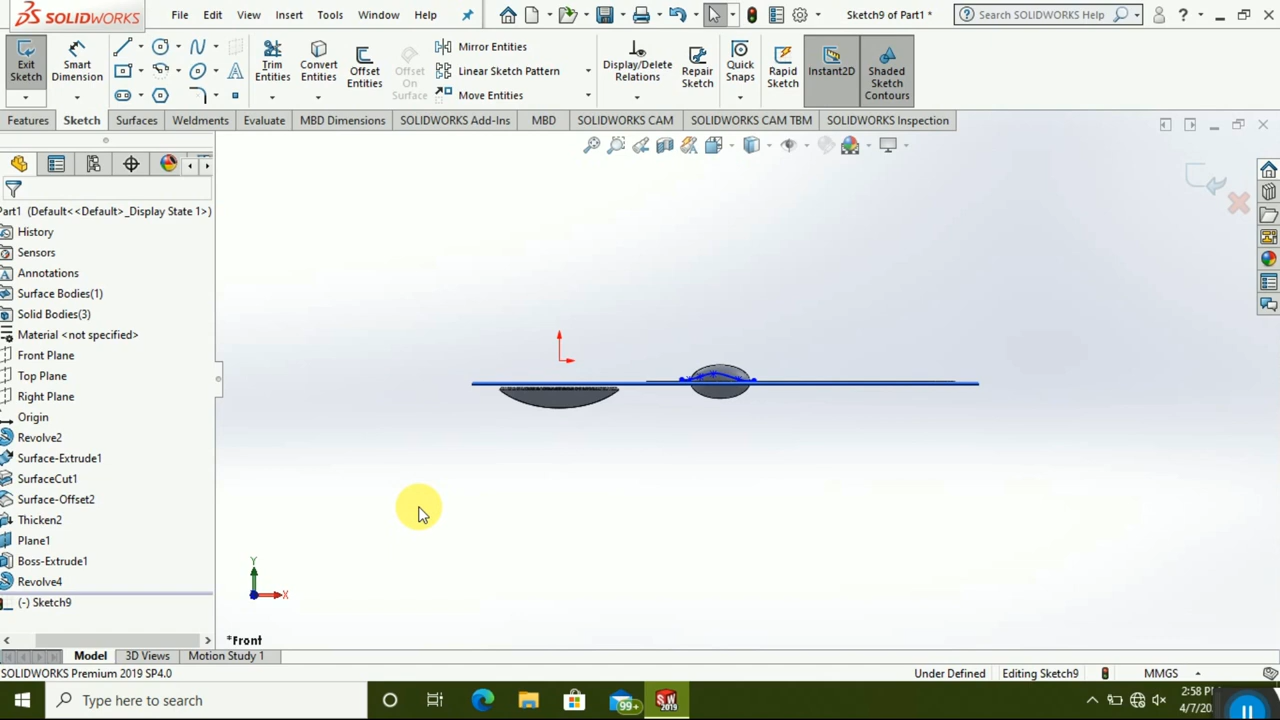 SOLIDWORKS
File Edit View Insert Tools Window Help
Sketch9 of Part1 *
Search SOLIDWORKS Help
Exit Sketch
Smart Dimension
Trim Entities
Convert Entities
Offset Entities
Offset On Surface
Mirror Entities
Linear Sketch Pattern
Move Entities
Display/Delete Relations
Repair Sketch
Quick Snaps
Rapid Sketch
Instant2D
Shaded Sketch Contours
Features Sketch Surfaces Weldments Evaluate MBD Dimensions SOLIDWORKS Add-Ins MBD SOLIDWORKS CAM SOLIDWORKS CAM TBM SOLIDWORKS Inspection
Part1 (Default<<Default>_Display State 1>)
History
Sensors
Annotations
Surface Bodies(1)
Solid Bodies(3)
Material <not specified>
Front Plane
Top Plane
Right Plane
Origin
Revolve2
Surface-Extrude1
SurfaceCut1
Surface-Offset2
Thicken2
Plane1
Boss-Extrude1
Revolve4
(-) Sketch9
Y
X
*Front
Model 3D Views Motion Study 1
SOLIDWORKS Premium 2019 SP4.0
Under Defined Editing Sketch9 MMGS
Type here to search
99+
SW 2019
2:58 PM